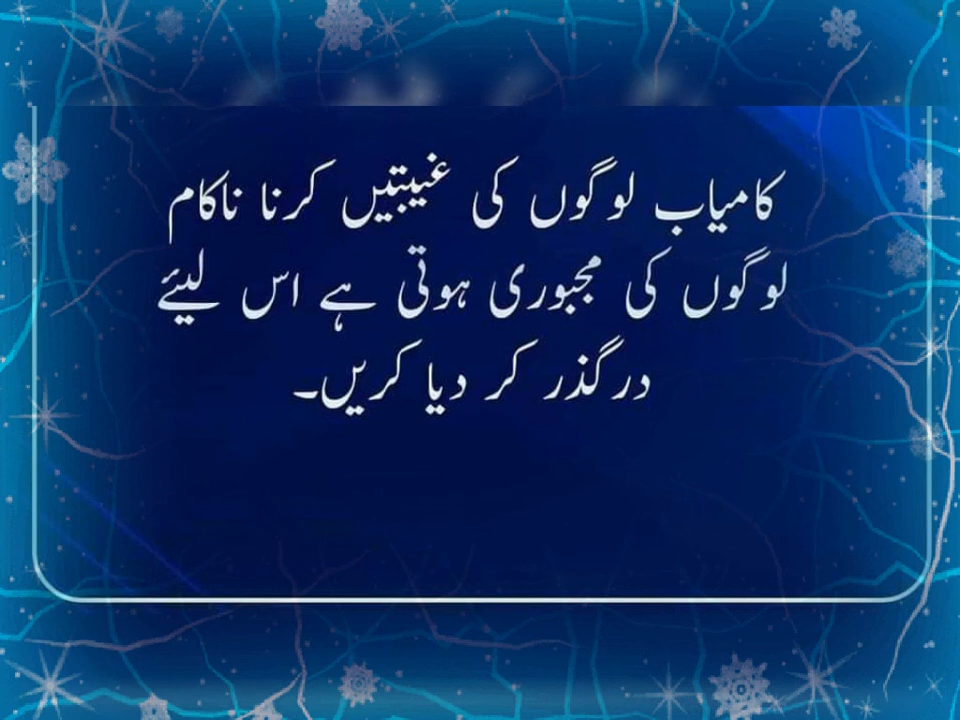 کامیاب لوگوں کی غیبتیں کرنا ناکام
لوگوں کی مجبوری ہوتی ہے اس لیئے
درگذر کر دیا کریں۔